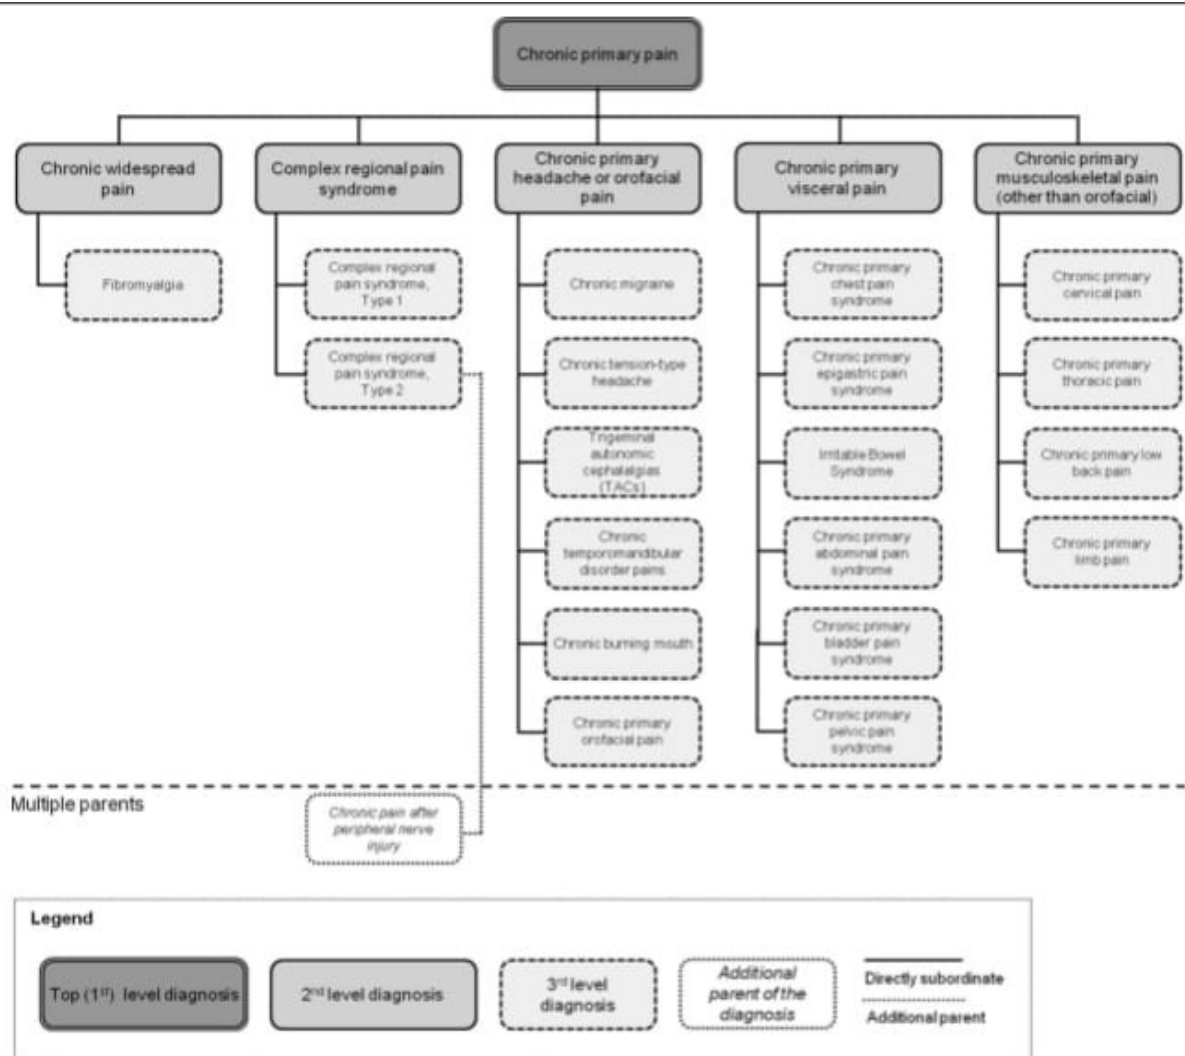 Chronic primary pain
Chronic widespread
pain
Complex regional pain
syndrome
Chronic primary
headache or orofacial
pain
Chronic primary
visceral pain
Chronic primary
musculoskeletal pain
(other than orofacial)
Fibromyalgia
Complex regional
pain syndrome,
Type 1
Complex regional
pain syndrome,
Type 2
Chronic migraine
Chronic tension-type
headache
Trigeminal
autonomic
cephalalgias
(TACs)
Chronic
temporomandibular
disorder pains
Chronic burning mouth
Chronic primary
orofacial pain
Chronic primary
chest pain
syndrome
Chronic primary
epigastric pain
syndrome
Irritable Bowel
Syndrome
Chronic primary
abdominal pain
syndrome
Chronic primary
bladder pain
syndrome
Chronic primary
pelvic pain
syndrome
Chronic primary
cervical pain
Chronic primary
thoracic pain
Chronic primary low
back pain
Chronic primary
limb pain
Multiple parents
Chronic pain after
peripheral nerve
injury
Legend
Top (1st) level diagnosis
2nd level diagnosis
3rd level
diagnosis
Additional
parent of the
diagnosis
Directly subordinate
Additional parent